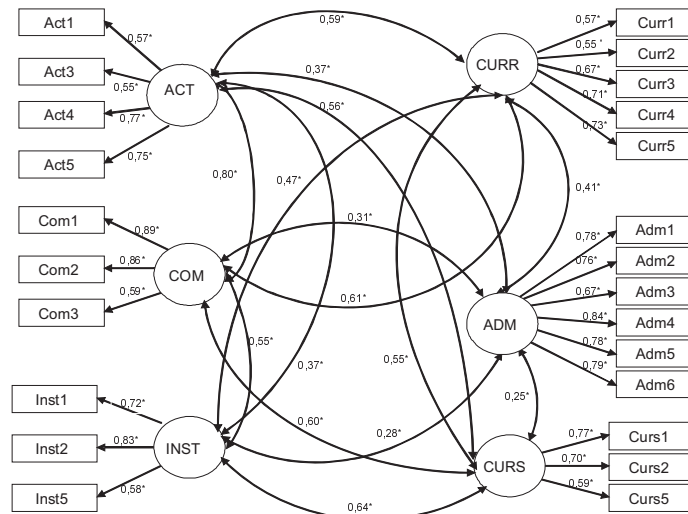 Act1
0,57*
Act3
0,55*
Act4
0,77*
Act5
0,75*
ACT
0,59*
0,37*
0,56*
CURR
0,57*
Curr1
0,55 *
Curr2
0,67*
Curr3
0,71*
Curr4
0,73*
Curr5
0,80*
0,47*
0,41*
Com1
0,89*
Com2
0,86*
Com3
0,59*
COM
0,31*
0,61*
ADM
0,78*
Adm1
076*
Adm2
0,67*
Adm3
0,84*
Adm4
0,78*
Adm5
0,79*
Adm6
0,55*
0,37*
0,55*
0,25*
Inst1
0,72*
Inst2
0,83*
Inst5
0,58*
INST
0,60*
0,28*
0,64*
CURS
0,77*
Curs1
0,70*
Curs2
0,59*
Curs5